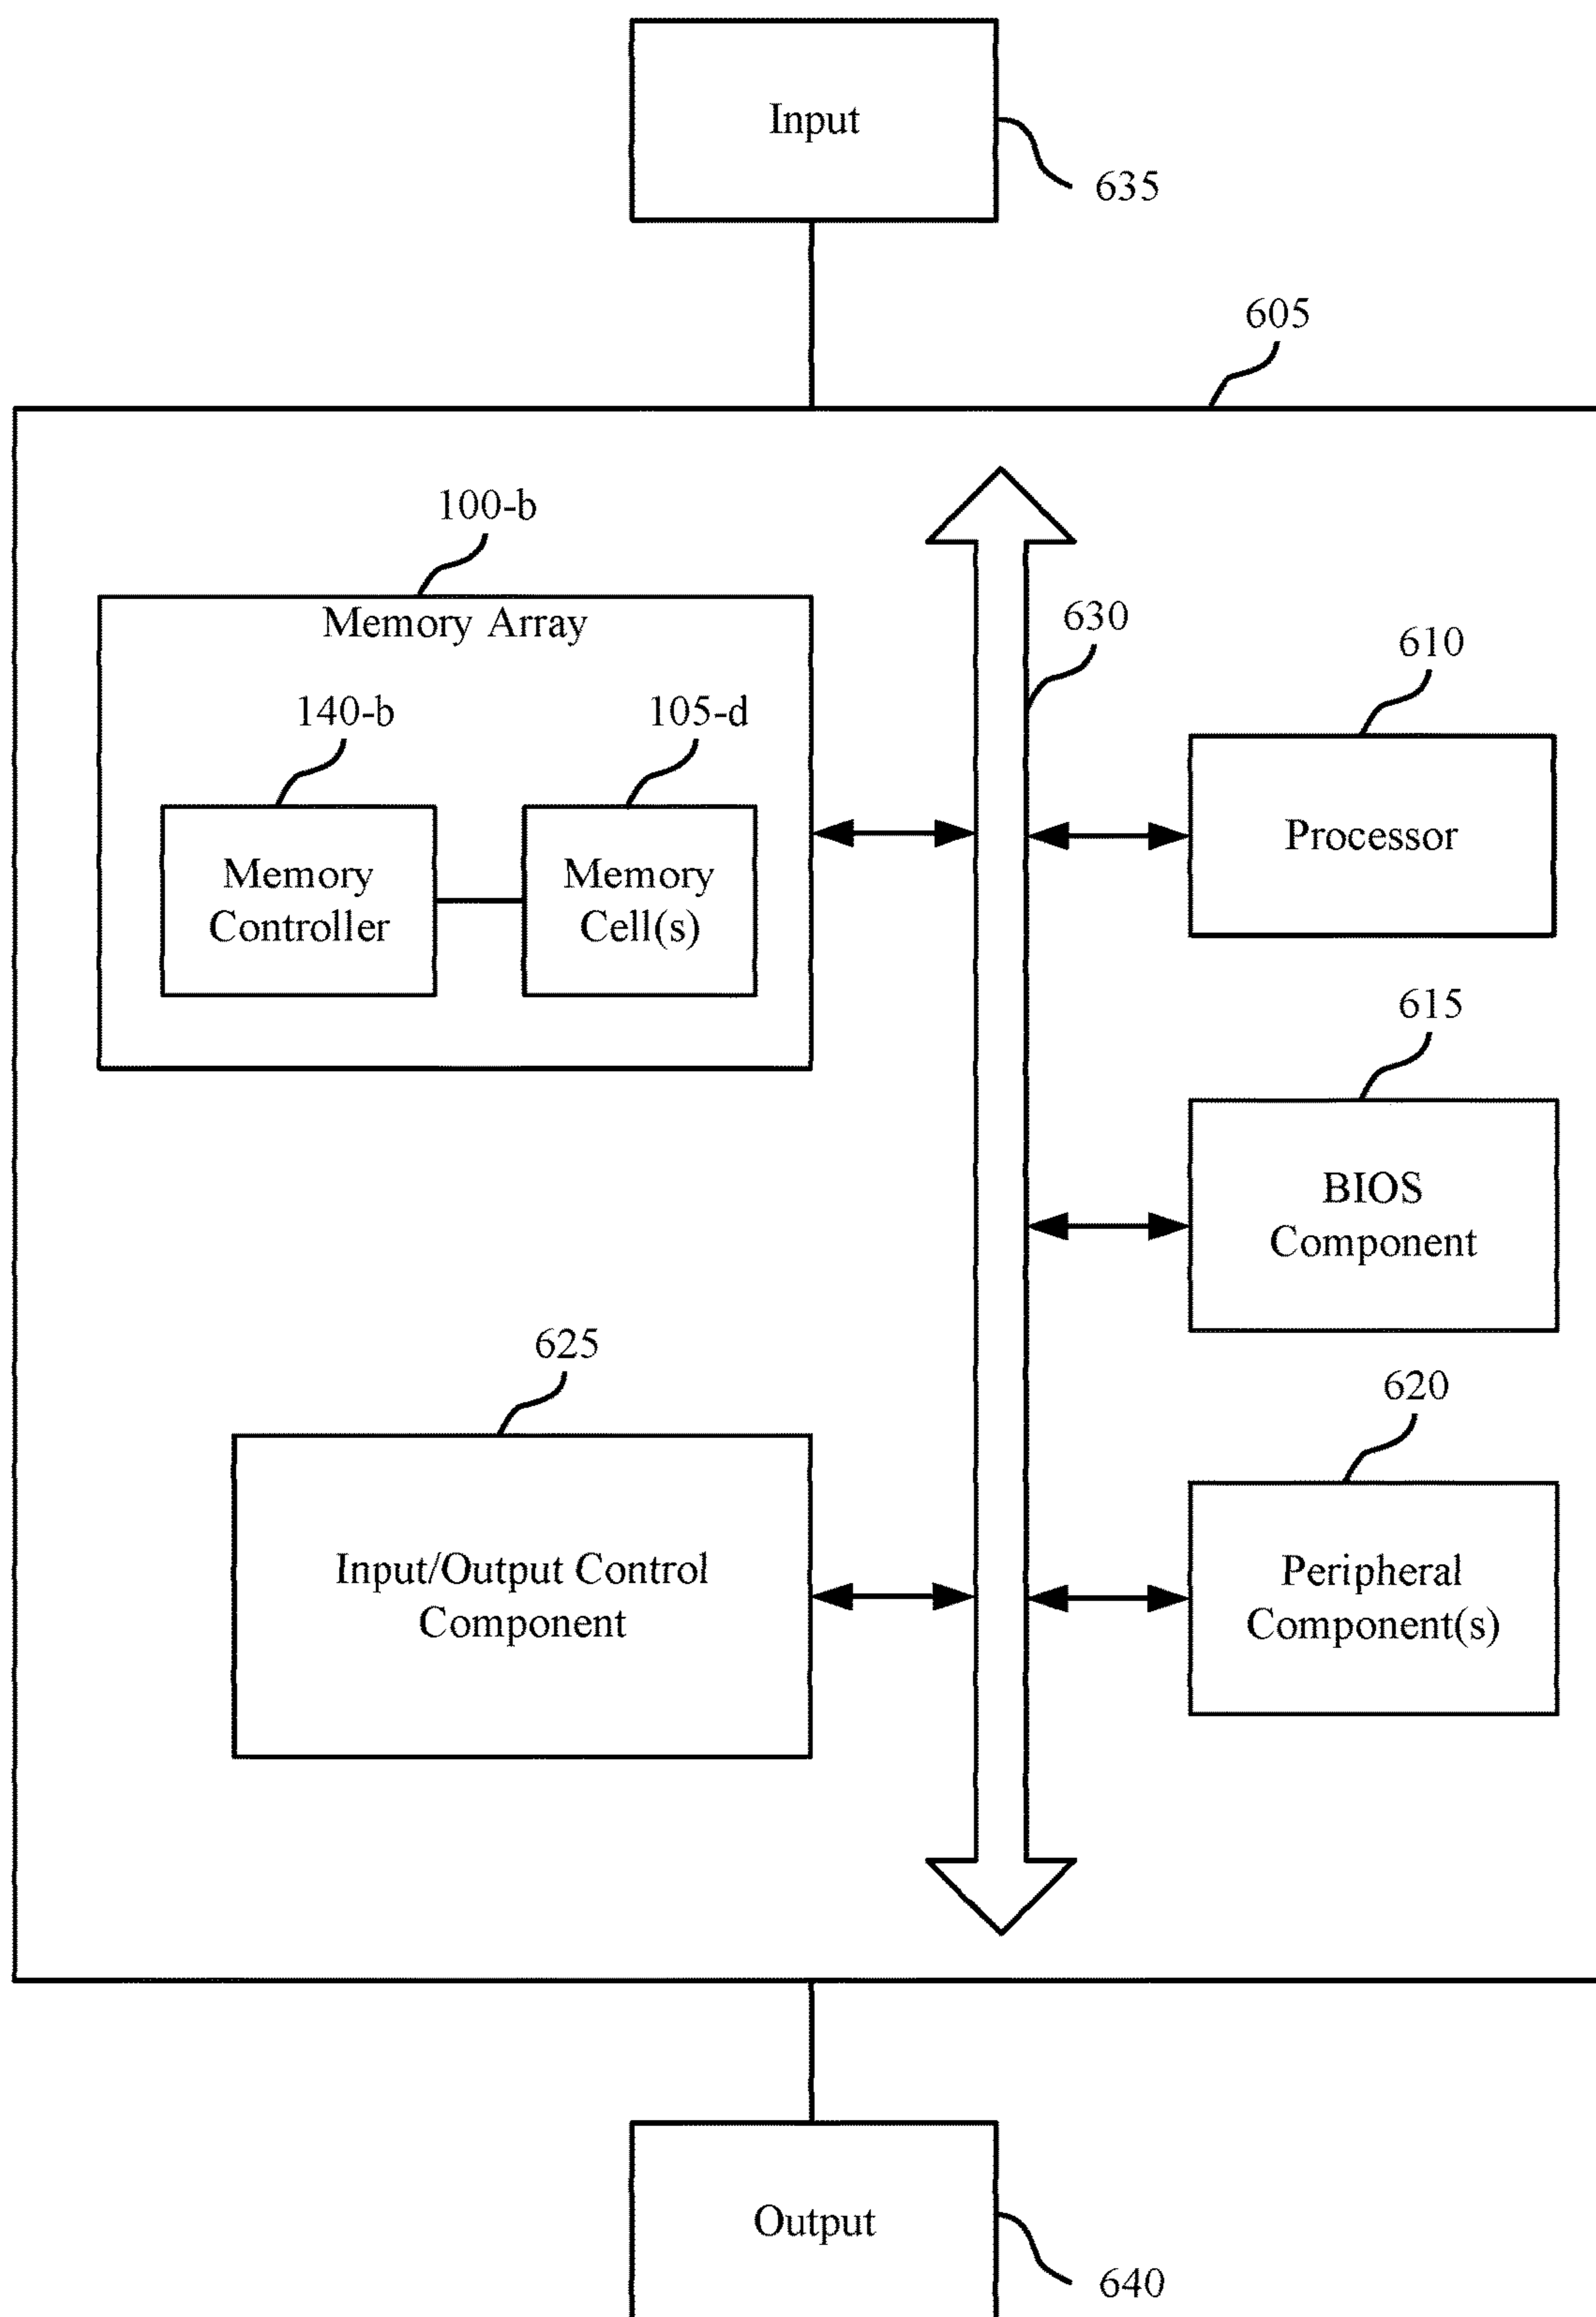 Input
635
605
100-b
Memory Array
630
610
140-b
105-d
Processor
Memory
Controller
Memory
Cell(s)
615
BIOS
Component
625
620
Input/Output Control
Component
Peripheral
Component(s)
Output
640